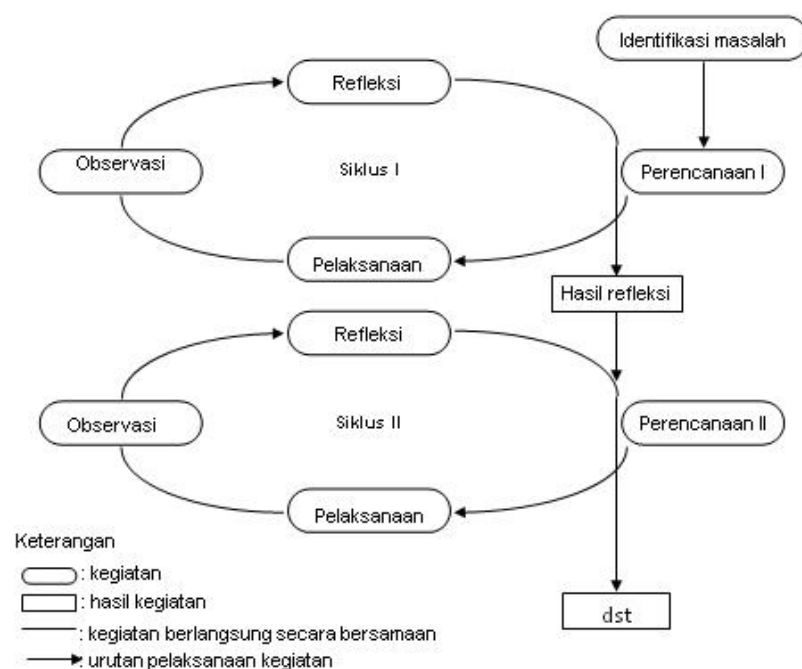 Identifikasi masalah
Refleksi
Observasi
Siklus I
Perencanaan I
Pelaksanaan
Hasil refleksi
Refleksi
Observasi
Siklus II
Perencanaan II
Pelaksanaan
Keterangan
: kegiatan
: hasil kegiatan
: kegiatan berlangsung secara bersamaan
: urutan pelaksanaan kegiatan
dst